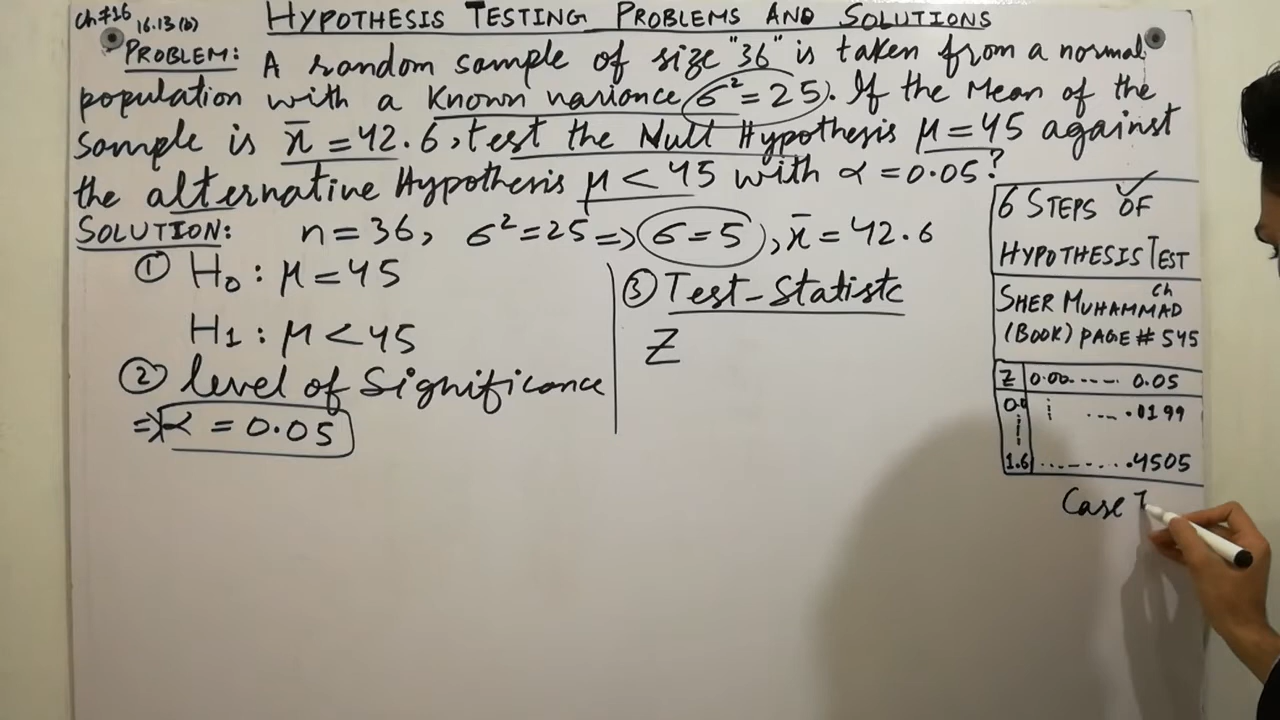 Ch#16 16.13(b)
HYPOTHESIS TESTING PROBLEMS AND SOLUTIONS
PROBLEM: A random sample of size "36" is taken from a normal
population with a known variance σ² = 25. If the Mean of the
sample is x̄ = 42.6, test the Null Hypothesis μ = 45 against
the alternative Hypothesis μ < 45 with α = 0.05?
SOLUTION: n = 36, σ² = 25 => σ = 5, x̄ = 42.6
① H₀ : μ = 45
H₁ : μ < 45
② level of Significance
=> α = 0.05
③ Test-Statistc
Z
6 STEPS OF
HYPOTHESIS TEST
SHER MUHAMMAD Ch
(BOOK) PAGE # 545
Z 0.00 ..... 0.05
0.0 ⋮ .... .0199
⋮
1.6 ........ .4505
Case